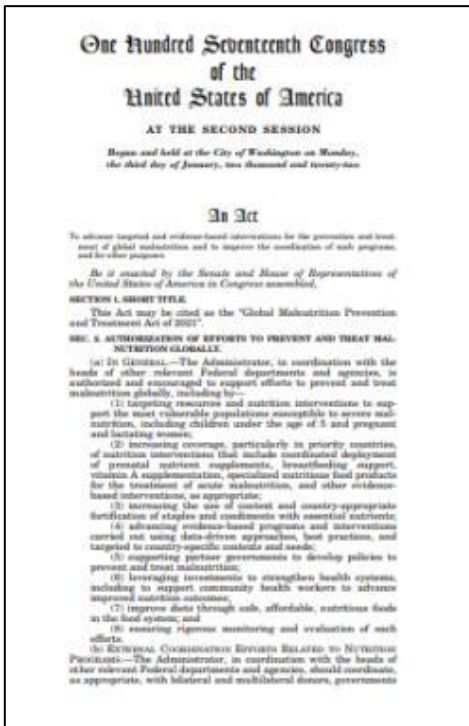 One Hundred Seventeenth Congress
of the
United States of America
AT THE SECOND SESSION
Begun and held at the City of Washington on Monday,
the third day of January, two thousand and twenty-two
An Act
To advance targeted and evidence-based interventions for the prevention and treat-
ment of global malnutrition and to improve the coordination of such programs,
and for other purposes.
Be it enacted by the Senate and House of Representatives of
the United States of America in Congress assembled,
SECTION 1. SHORT TITLE.
This Act may be cited as the “Global Malnutrition Prevention
and Treatment Act of 2021”.
SEC. 2. AUTHORIZATION OF EFFORTS TO PREVENT AND TREAT MAL-
NUTRITION GLOBALLY.
(a) IN GENERAL.—The Administrator, in coordination with the
heads of other relevant Federal departments and agencies, is
authorized and encouraged to support efforts to prevent and treat
malnutrition globally, including by—
(1) targeting resources and nutrition interventions to sup-
port the most vulnerable populations susceptible to severe mal-
nutrition, including children under the age of 5 and pregnant
and lactating women;
(2) increasing coverage, particularly in priority countries,
of nutrition interventions that include coordinated deployment
of prenatal nutrient supplements, breastfeeding support,
vitamin A supplementation, specialized nutritious food products
for the treatment of acute malnutrition, and other evidence-
based interventions, as appropriate;
(3) increasing the use of context and country-appropriate
fortification of staples and condiments with essential nutrients;
(4) advancing evidence-based programs and interventions
carried out using data-driven approaches, best practices, and
targeted to country-specific contexts and needs;
(5) supporting partner governments to develop policies to
prevent and treat malnutrition;
(6) leveraging investments to strengthen health systems,
including to support community health workers to advance
improved nutrition outcomes;
(7) improve diets through safe, affordable, nutritious foods
in the food system; and
(8) ensuring rigorous monitoring and evaluation of such
efforts.
(b) EXTERNAL COORDINATION EFFORTS RELATED TO NUTRITION
PROGRAMS.—The Administrator, in coordination with the heads of
other relevant Federal departments and agencies, should coordinate,
as appropriate, with bilateral and multilateral donors, governments